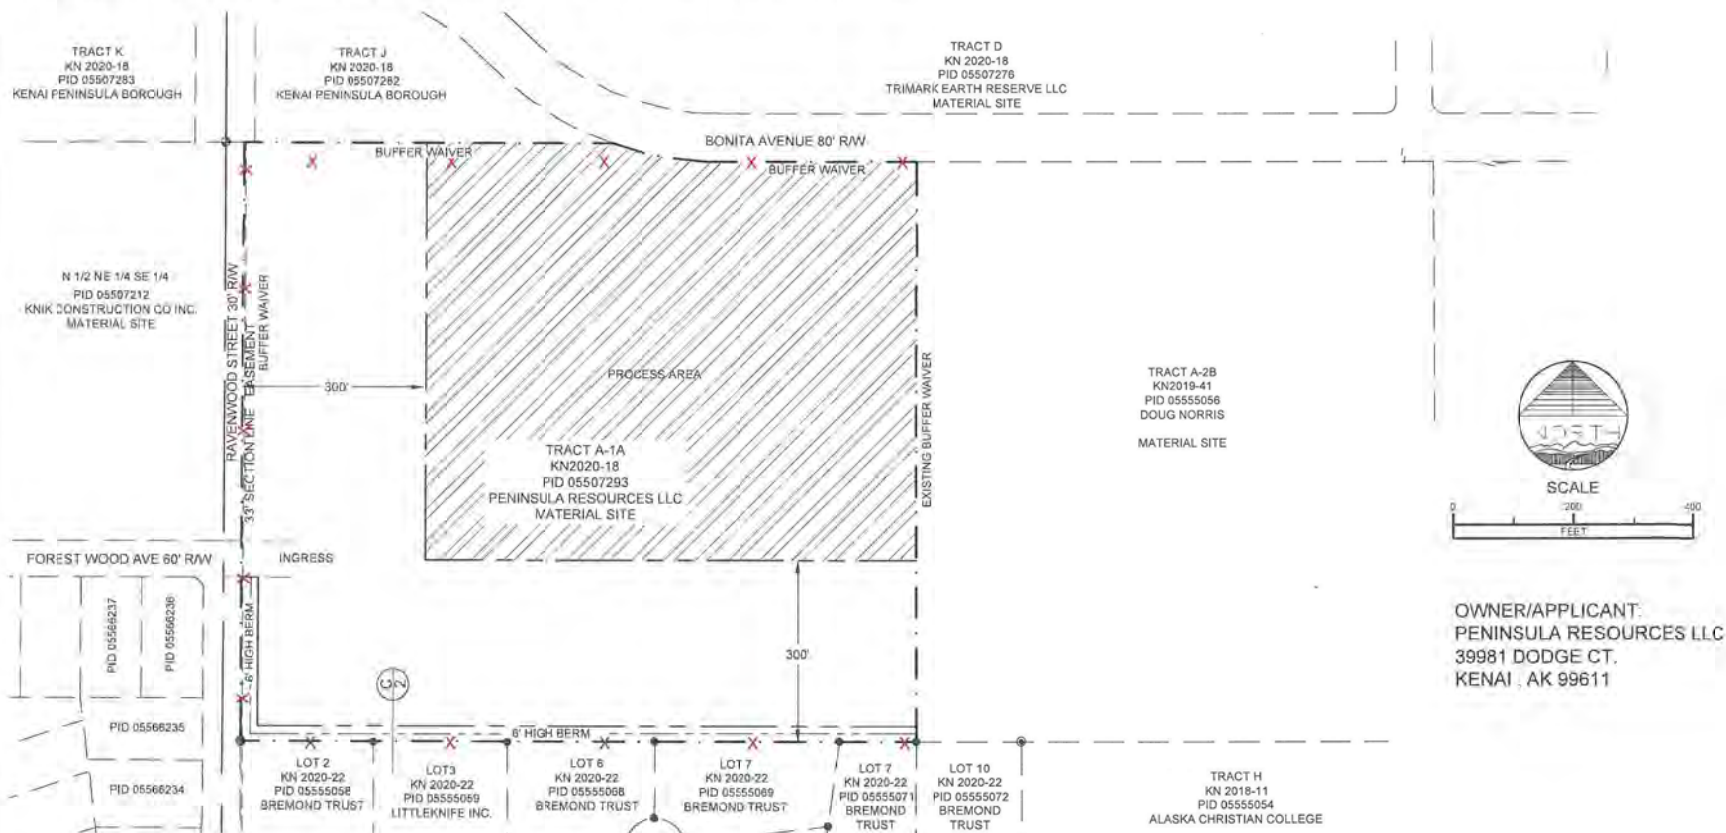 TRACT K
KN 2020-18
PID 05507283
KENAI PENINSULA BOROUGH
TRACT J
KN 2020-18
PID 05507282
KENAI PENINSULA BOROUGH
TRACT D
KN 2020-18
PID 05507276
TRIMARK EARTH RESERVE LLC
MATERIAL SITE
BONITA AVENUE 80' R/W
BUFFER WAIVER
BUFFER WAIVER
N 1/2 NE 1/4 SE 1/4
PID 05507212
KNIK CONSTRUCTION CO INC.
MATERIAL SITE
RAVENWOOD STREET 30' R/W
33' SECTION LINE EASEMENT
BUFFER WAIVER
300'
PROCESS AREA
TRACT A-1A
KN2020-18
PID 05507293
PENINSULA RESOURCES LLC
MATERIAL SITE
EXISTING BUFFER WAIVER
TRACT A-2B
KN2019-41
PID 05555056
DOUG NORRIS
MATERIAL SITE
NORTH
SCALE
0 200 400
FEET
FOREST WOOD AVE 60' R/W
INGRESS
PID 05566237
PID 05566236
6' HIGH BERM
300'
C
2
OWNER/APPLICANT:
PENINSULA RESOURCES LLC
39981 DODGE CT.
KENAI, AK 99611
PID 05566235
6' HIGH BERM
PID 05566234
LOT 2
KN 2020-22
PID 05555058
BREMOND TRUST
LOT3
KN 2020-22
PID 05555059
LITTLEKNIFE INC.
LOT 6
KN 2020-22
PID 05555068
BREMOND TRUST
LOT 7
KN 2020-22
PID 05555069
BREMOND TRUST
LOT 7
KN 2020-22
PID 05555071
BREMOND
TRUST
LOT 10
KN 2020-22
PID 05555072
BREMOND
TRUST
TRACT H
KN 2018-11
PID 05555054
ALASKA CHRISTIAN COLLEGE